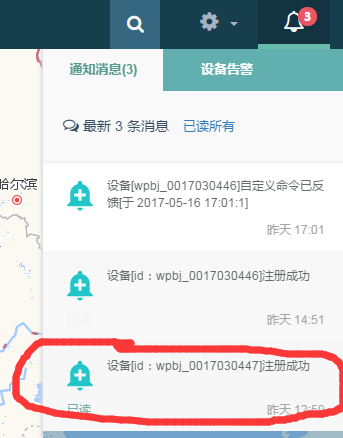 3
通知消息(3)
设备告警
最新 3 条消息 已读所有
哈尔滨
设备[wpbj_0017030446]自定义命令已反
馈[于 2017-05-16 17:01:1]
昨天 17:01
设备[id：wpbj_0017030446]注册成功
昨天 14:51
设备[id：wpbj_0017030447]注册成功
已读
昨天 12:59